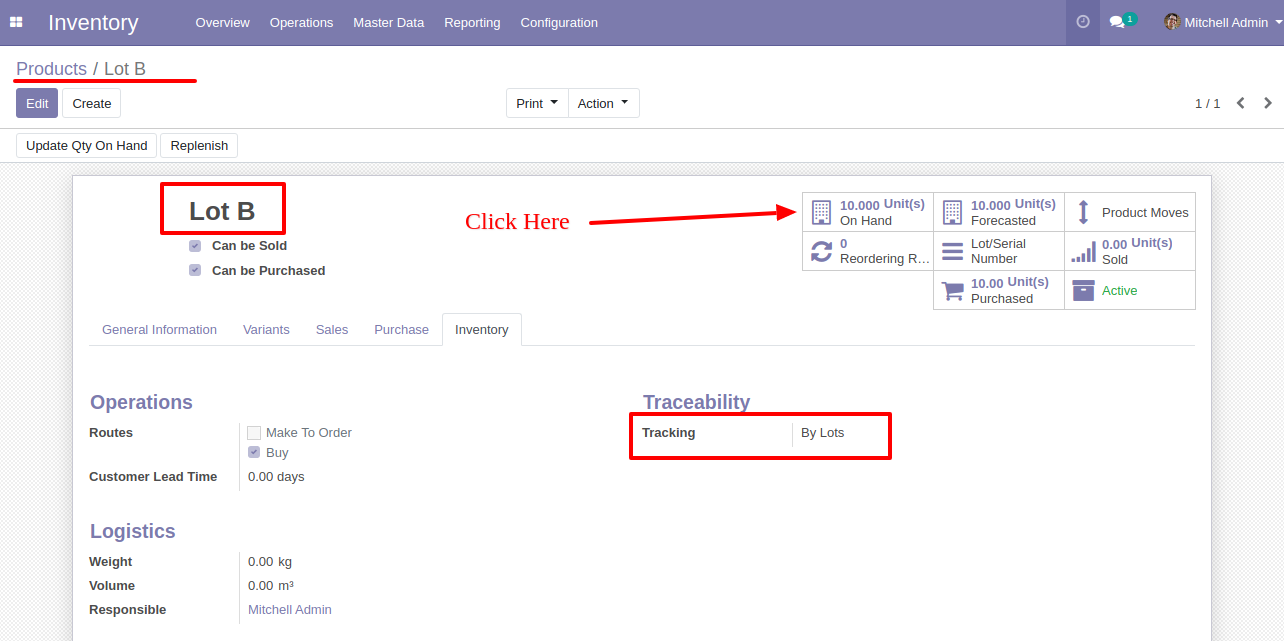 Inventory Overview Operations Master Data Reporting Configuration 1 Mitchell Admin
Products / Lot B
Edit Create Print Action 1 / 1
Update Qty On Hand Replenish
Lot B
Can be Sold
Can be Purchased
Click Here
10.000 Unit(s)
On Hand
10.000 Unit(s)
Forecasted
Product Moves
0
Reordering R...
Lot/Serial
Number
0.00 Unit(s)
Sold
10.00 Unit(s)
Purchased
Active
General Information Variants Sales Purchase Inventory
Operations
Routes Make To Order
Buy
Customer Lead Time 0.00 days
Traceability
Tracking By Lots
Logistics
Weight 0.00 kg
Volume 0.00 m³
Responsible Mitchell Admin